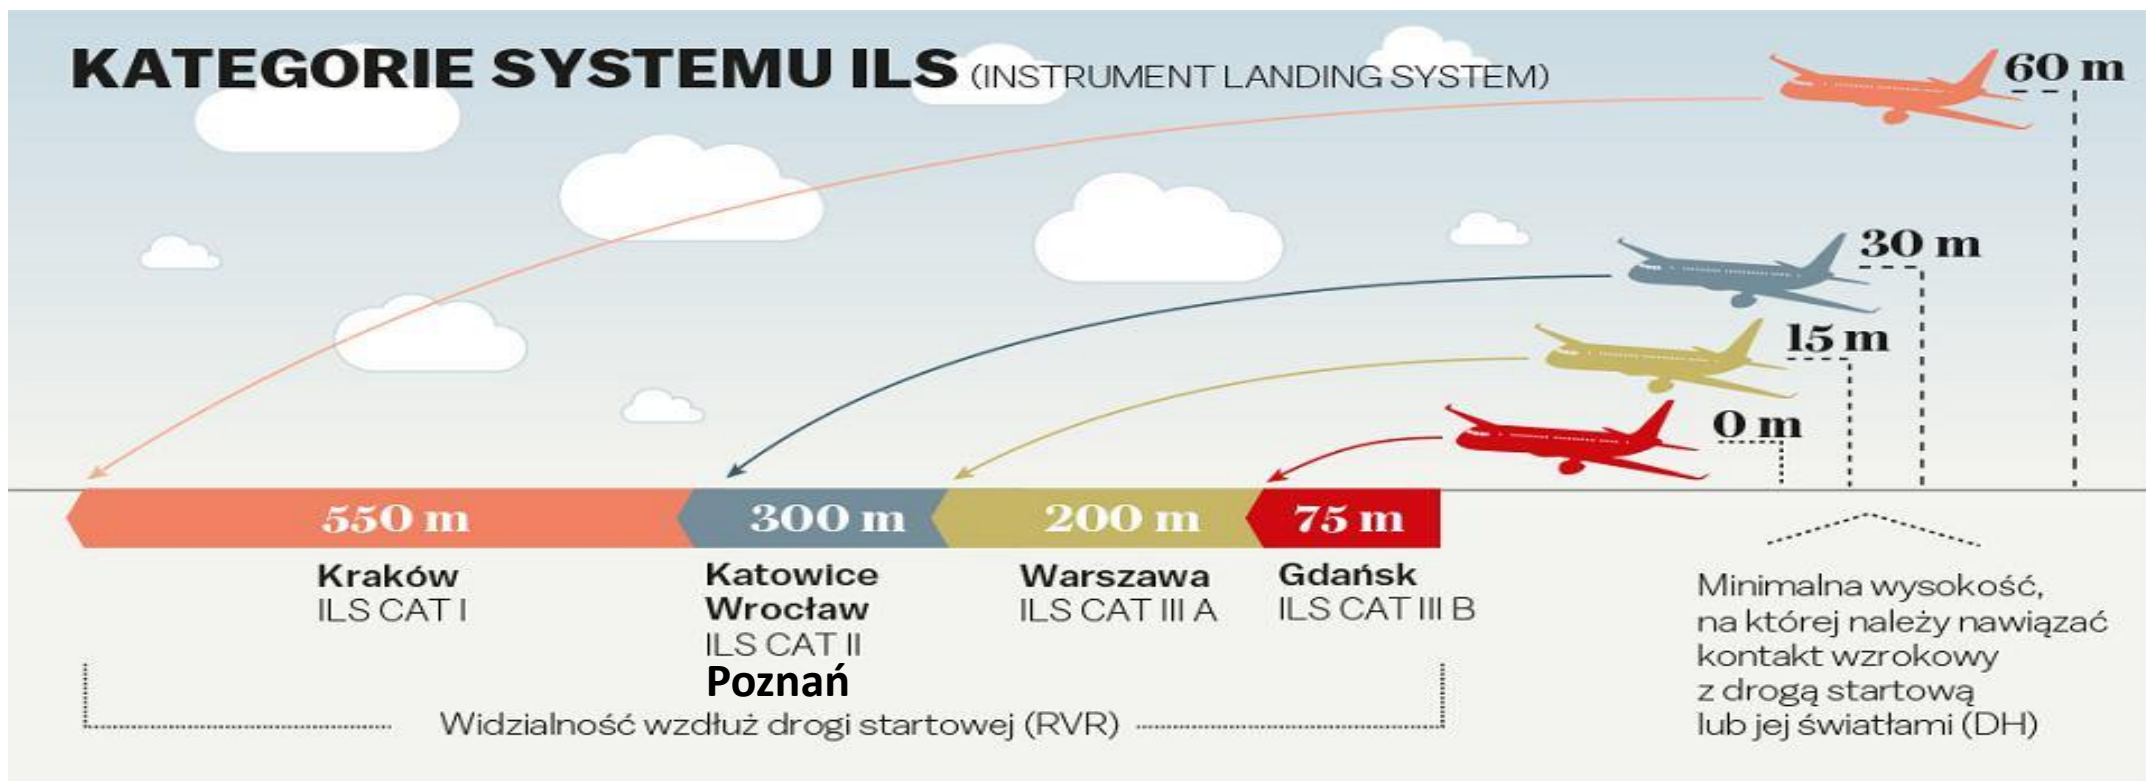 KATEGORIE SYSTEMU ILS (INSTRUMENT LANDING SYSTEM)
60 m
30 m
15 m
0 m
550 m
300 m
200 m
75 m
Kraków
ILS CAT I
Katowice
Wrocław
ILS CAT II
Poznań
Warszawa
ILS CAT III A
Gdańsk
ILS CAT III B
Widzialność wzdłuż drogi startowej (RVR)
Minimalna wysokość,
na której należy nawiązać
kontakt wzrokowy
z drogą startową
lub jej światłami (DH)